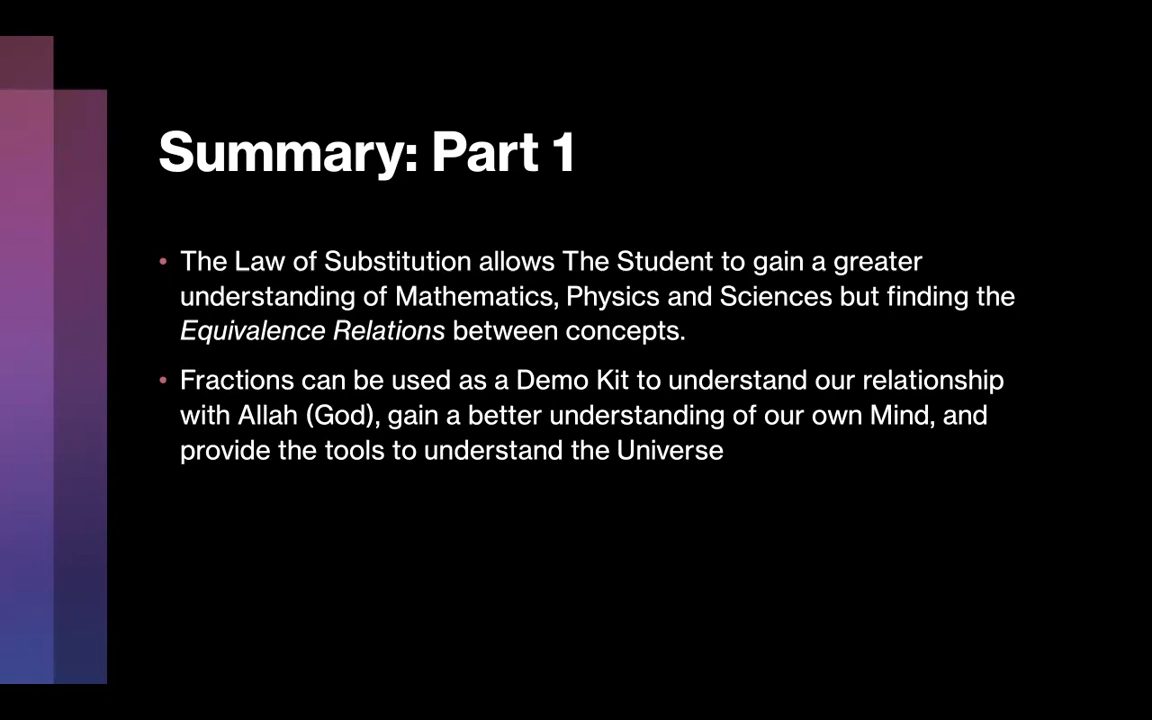 Summary: Part 1
• The Law of Substitution allows The Student to gain a greater
understanding of Mathematics, Physics and Sciences but finding the
Equivalence Relations between concepts.
• Fractions can be used as a Demo Kit to understand our relationship
with Allah (God), gain a better understanding of our own Mind, and
provide the tools to understand the Universe